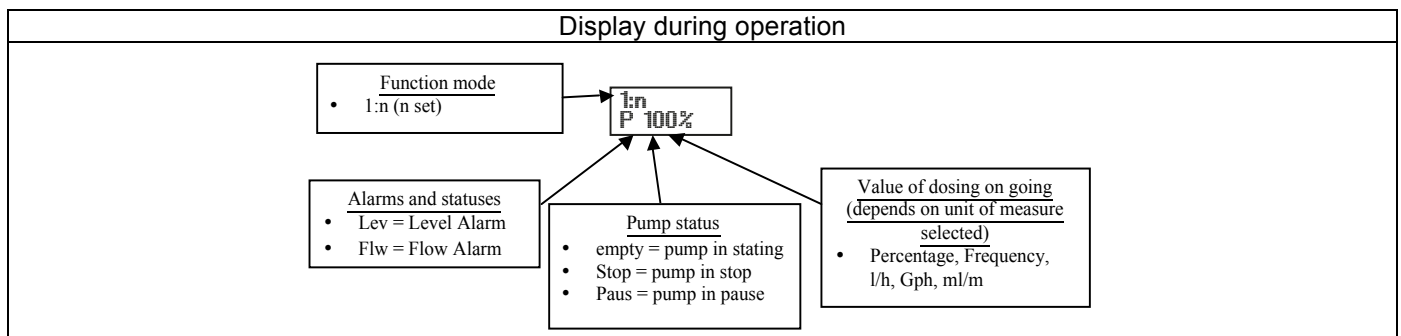 Display during operation
Function mode
• 1:n (n set)
1:n
P 100%
Alarms and statuses
• Lev = Level Alarm
• Flw = Flow Alarm
Pump status
• empty = pump in stating
• Stop = pump in stop
• Paus = pump in pause
Value of dosing on going
(depends on unit of measure
selected)
• Percentage, Frequency,
l/h, Gph, ml/m